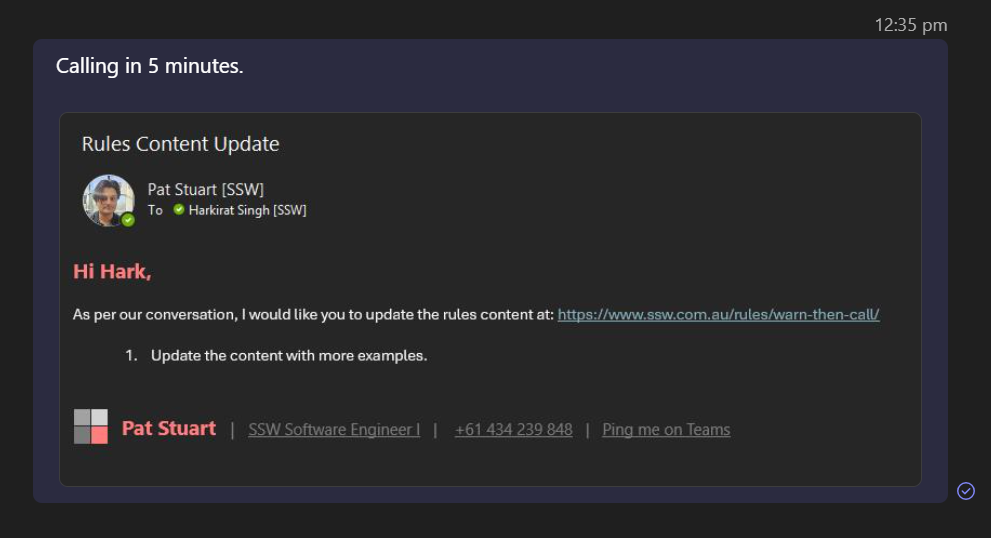 12:35 pm
Calling in 5 minutes.
Rules Content Update
Pat Stuart [SSW]
To Harkirat Singh [SSW]
Hi Hark,
As per our conversation, I would like you to update the rules content at: https://www.ssw.com.au/rules/warn-then-call/
1. Update the content with more examples.
Pat Stuart | SSW Software Engineer I | +61 434 239 848 | Ping me on Teams